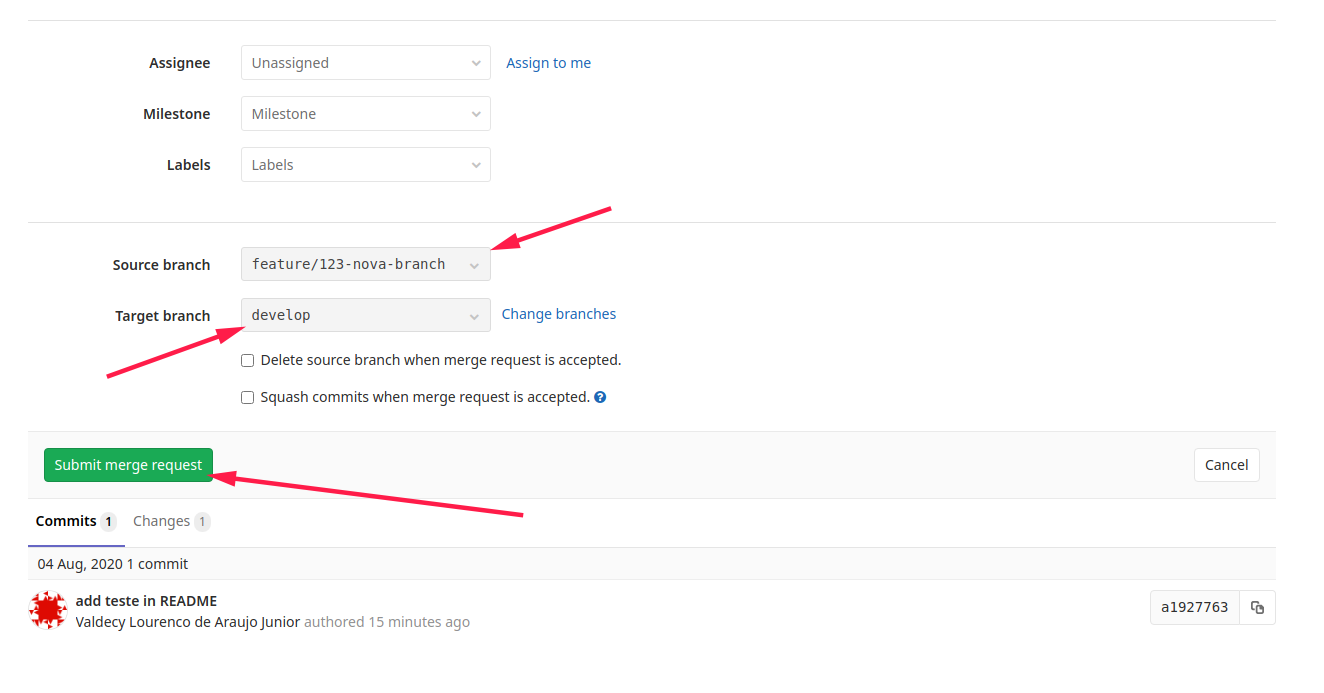 Assignee Unassigned Assign to me
Milestone Milestone
Labels Labels
Source branch feature/123-nova-branch
Target branch develop Change branches
Delete source branch when merge request is accepted.
Squash commits when merge request is accepted. ?
Submit merge request Cancel
Commits 1 Changes 1
04 Aug, 2020 1 commit
add teste in README
Valdecy Lourenco de Araujo Junior authored 15 minutes ago a1927763